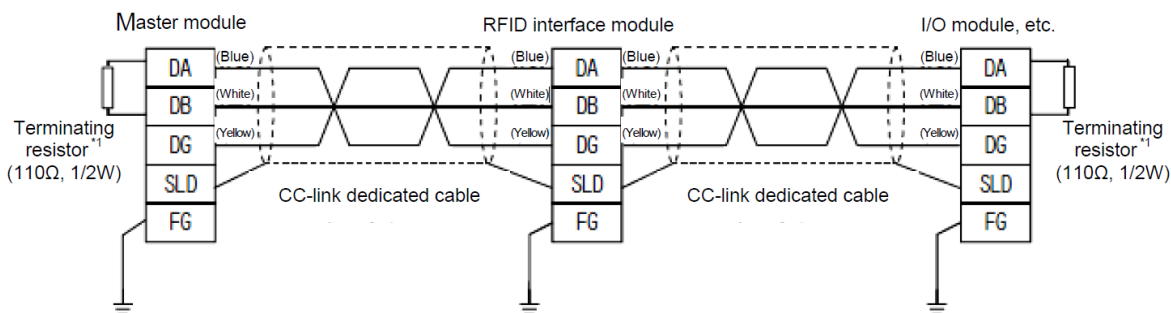 Master module
RFID interface module
I/O module, etc.
DA
(Blue)
(Blue)
DA
(Blue)
(Blue)
DA
DB
(White)
(White)
DB
(White)
(White)
DB
DG
(Yellow)
(Yellow)
DG
(Yellow)
(Yellow)
DG
SLD
SLD
SLD
FG
FG
FG
Terminating
resistor*1
(110Ω, 1/2W)
CC-link dedicated cable
CC-link dedicated cable
Terminating
resistor*1
(110Ω, 1/2W)